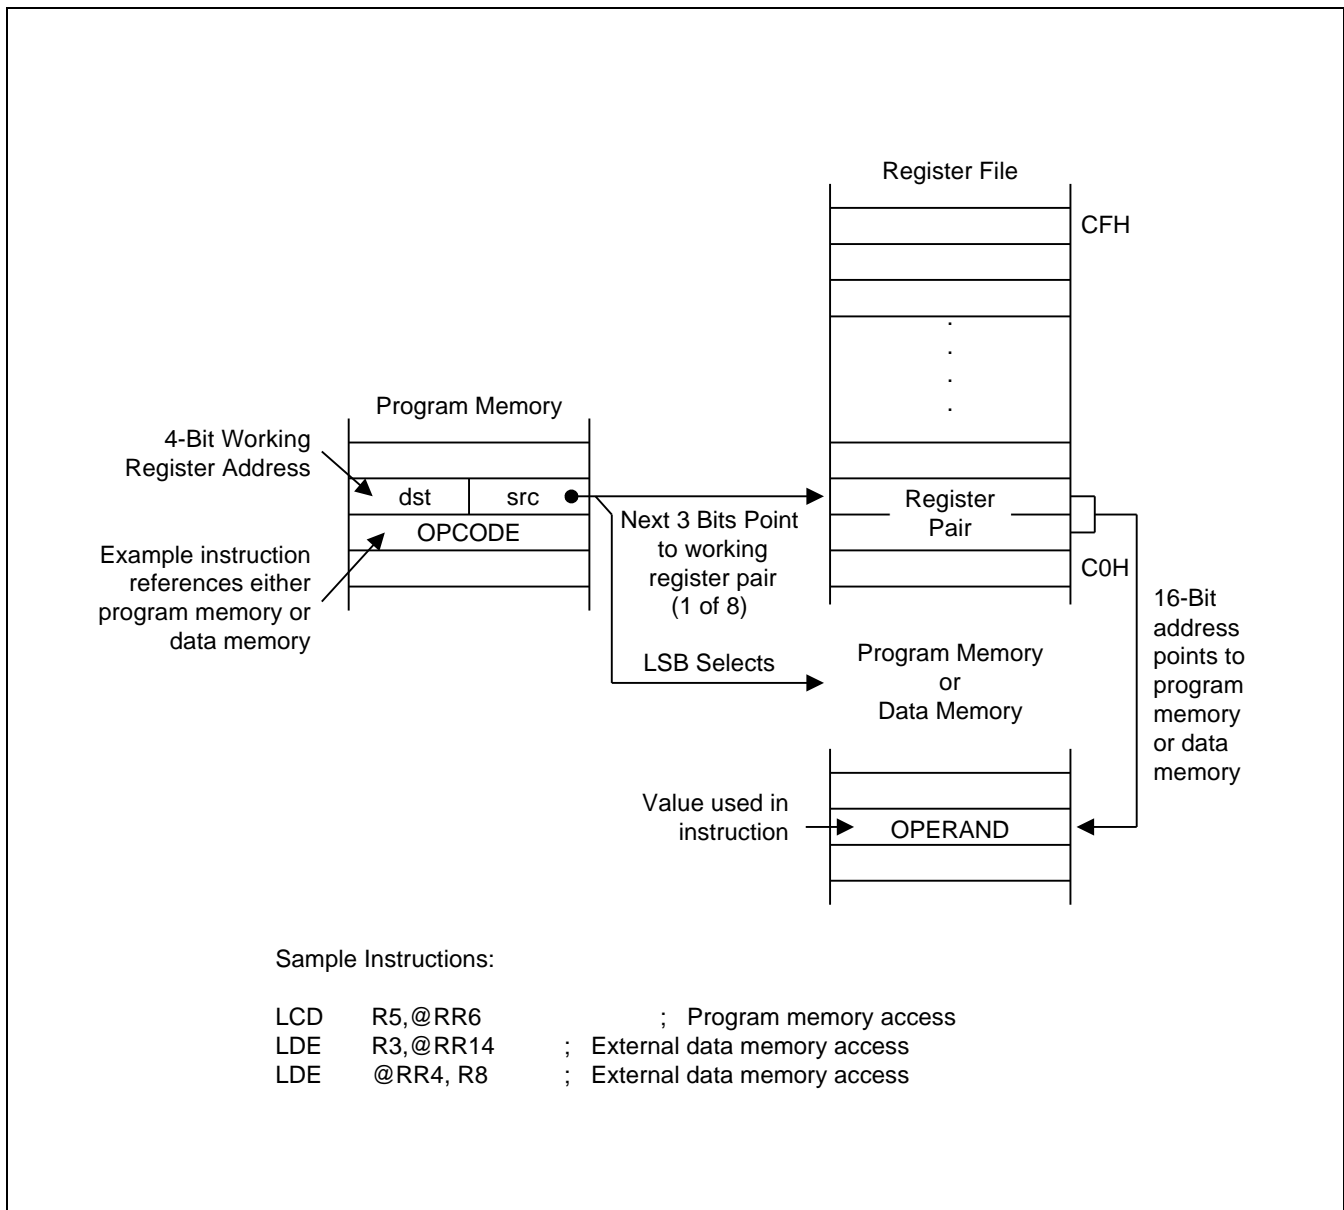 Register File
CFH
Program Memory
4-Bit Working
Register Address
dst src
OPCODE
Example instruction
references either
program memory or
data memory
Next 3 Bits Point
to working
register pair
(1 of 8)
Register
Pair
C0H
LSB Selects
Program Memory
or
Data Memory
16-Bit
address
points to
program
memory
or data
memory
Value used in
instruction
OPERAND
Sample Instructions:
LCD R5,@RR6 ; Program memory access
LDE R3,@RR14 ; External data memory access
LDE @RR4, R8 ; External data memory access